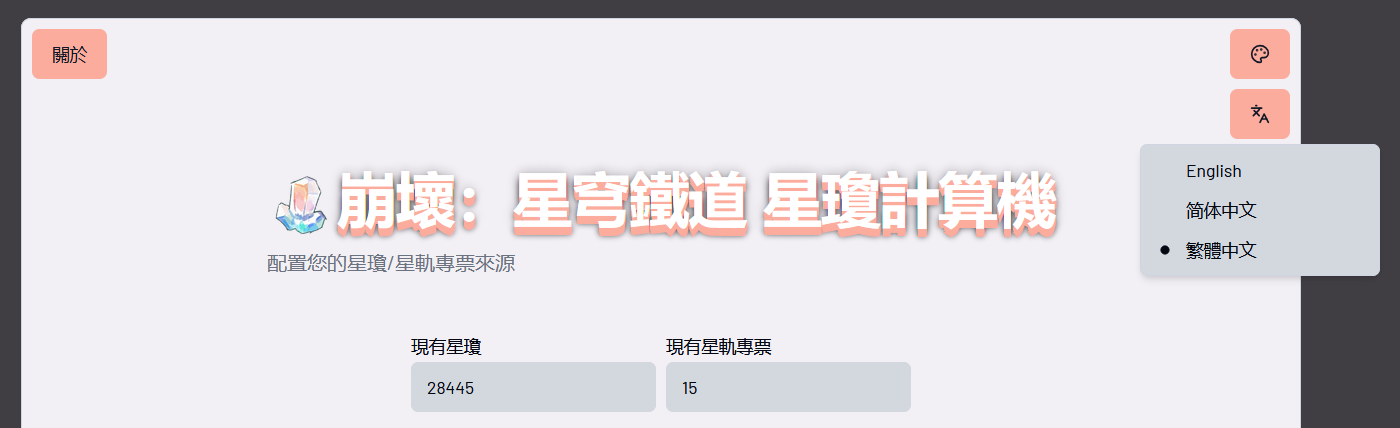 關於
崩壞：星穹鐵道 星瓊計算機
配置您的星瓊/星軌專票來源
English
简体中文
繁體中文
現有星瓊
28445
現有星軌專票
15